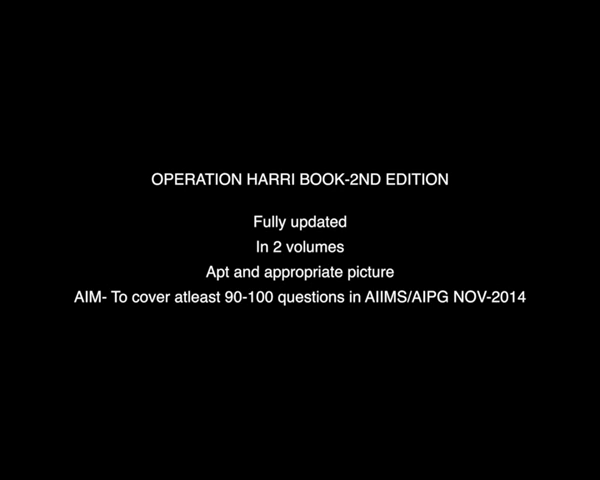 OPERATION HARRI BOOK-2ND EDITION
Fully updated
In 2 volumes
Apt and appropriate picture
AIM- To cover atleast 90-100 questions in AIIMS/AIPG NOV-2014